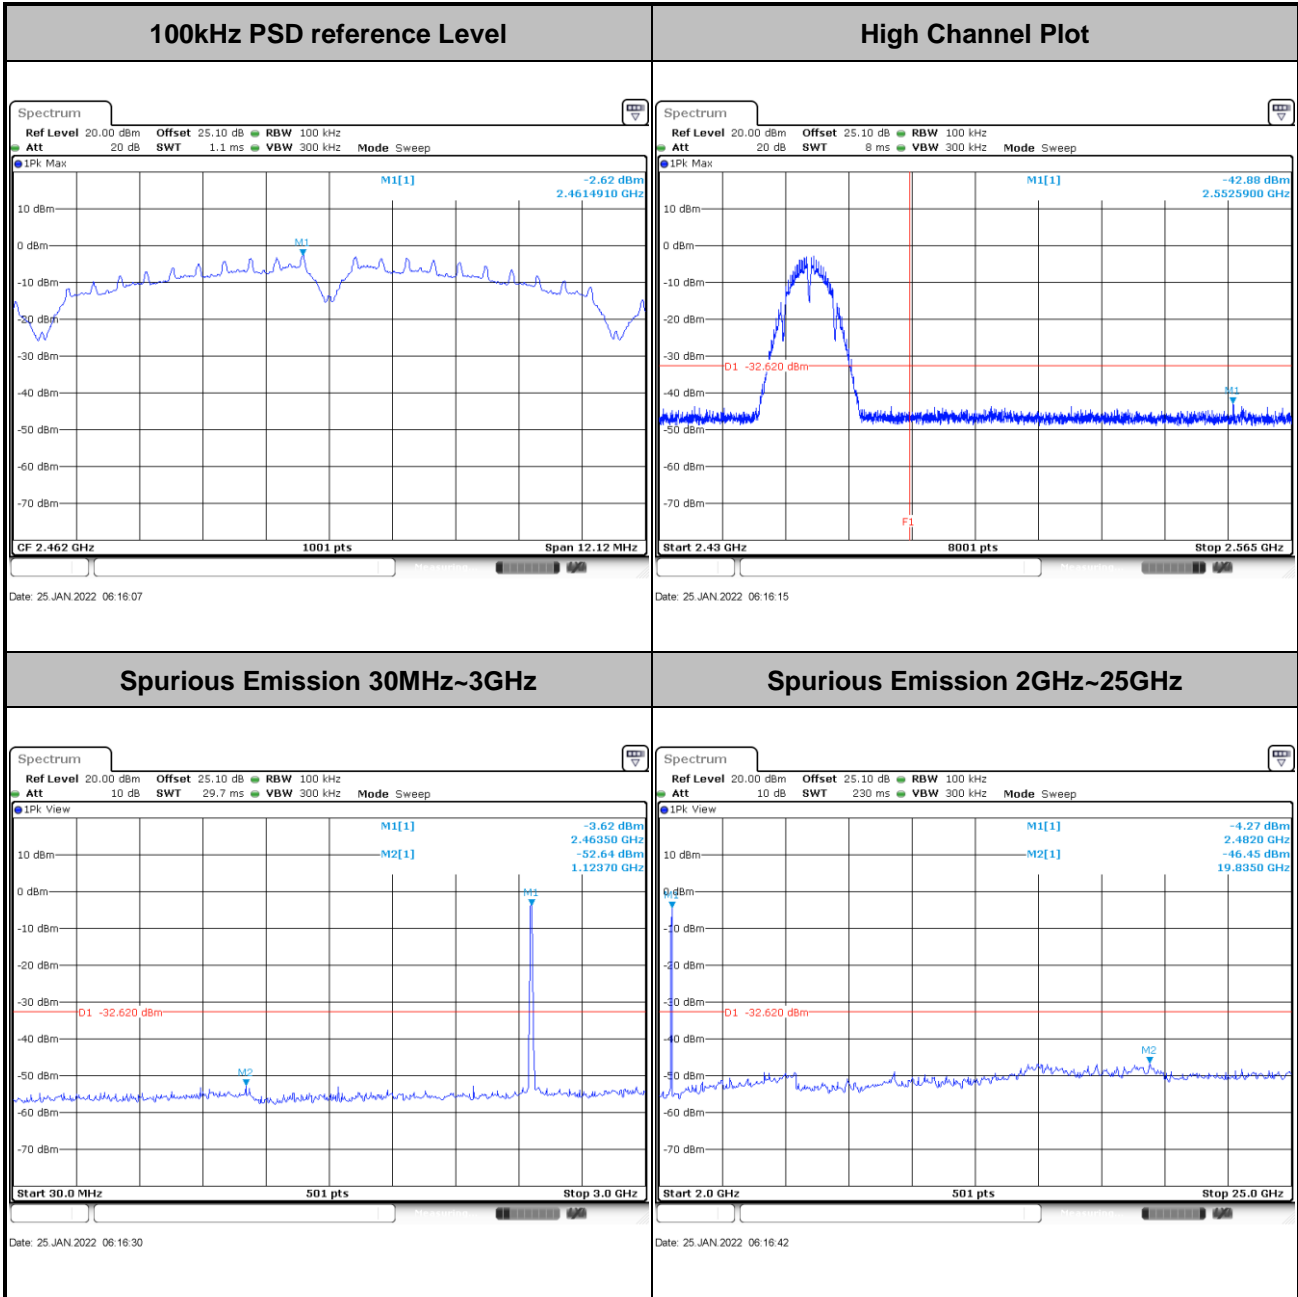 100kHz PSD reference Level
High Channel Plot
Spectrum
Ref Level 20.00 dBm Offset 25.10 dB RBW 100 kHz
Att 20 dB SWT 1.1 ms VBW 300 kHz Mode Sweep
1Pk Max
M1[1] -2.62 dBm
2.4614910 GHz
10 dBm
M1
0 dBm
-10 dBm
-20 dBm
-30 dBm
-40 dBm
-50 dBm
-60 dBm
-70 dBm
CF 2.462 GHz 1001 pts Span 12.12 MHz
Measuring
Date: 25.JAN.2022 06:16:07
Spectrum
Ref Level 20.00 dBm Offset 25.10 dB RBW 100 kHz
Att 20 dB SWT 8 ms VBW 300 kHz Mode Sweep
1Pk Max
M1[1] -42.88 dBm
2.5525900 GHz
10 dBm
0 dBm
-10 dBm
-20 dBm
-30 dBm
D1 -32.620 dBm
-40 dBm
M1
-50 dBm
-60 dBm
-70 dBm
F1
Start 2.43 GHz 8001 pts Stop 2.565 GHz
Measuring
Date: 25.JAN.2022 06:16:15
Spurious Emission 30MHz~3GHz
Spurious Emission 2GHz~25GHz
Spectrum
Ref Level 20.00 dBm Offset 25.10 dB RBW 100 kHz
Att 10 dB SWT 29.7 ms VBW 300 kHz Mode Sweep
1Pk View
M1[1] -3.62 dBm
2.46350 GHz
10 dBm M2[1] -52.64 dBm
1.12370 GHz
0 dBm
M1
-10 dBm
-20 dBm
-30 dBm
D1 -32.620 dBm
-40 dBm
-50 dBm
M2
-60 dBm
-70 dBm
Start 30.0 MHz 501 pts Stop 3.0 GHz
Measuring
Date: 25.JAN.2022 06:16:30
Spectrum
Ref Level 20.00 dBm Offset 25.10 dB RBW 100 kHz
Att 10 dB SWT 230 ms VBW 300 kHz Mode Sweep
1Pk View
M1[1] -4.27 dBm
2.4820 GHz
10 dBm M2[1] -46.45 dBm
19.8350 GHz
0 dBm
M1
-10 dBm
-20 dBm
-30 dBm
D1 -32.620 dBm
-40 dBm
M2
-50 dBm
-60 dBm
-70 dBm
Start 2.0 GHz 501 pts Stop 25.0 GHz
Measuring
Date: 25.JAN.2022 06:16:42